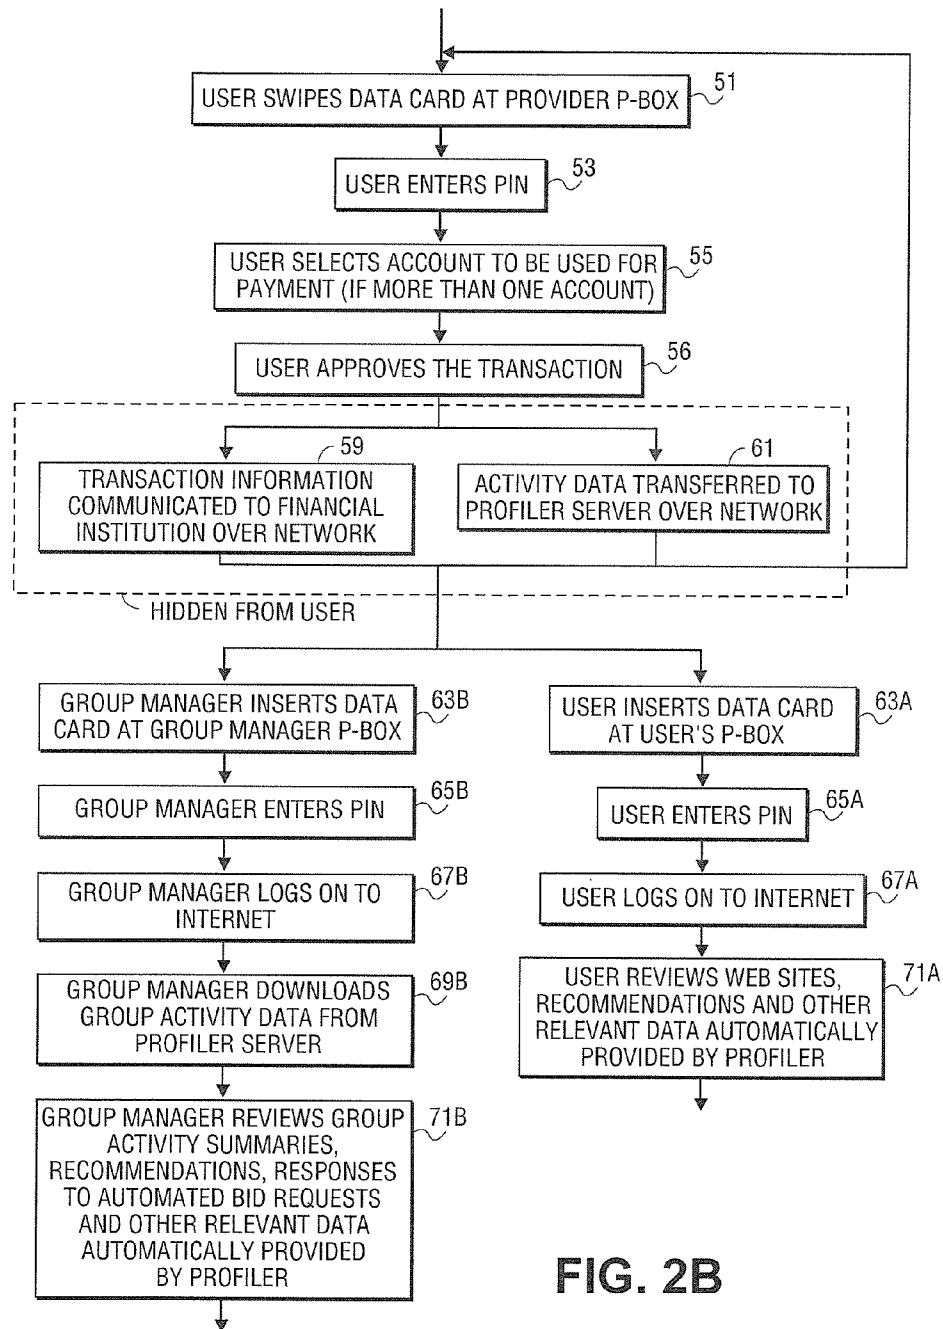 USER SWIPES DATA CARD AT PROVIDER P-BOX
51
USER ENTERS PIN
53
USER SELECTS ACCOUNT TO BE USED FOR
PAYMENT (IF MORE THAN ONE ACCOUNT)
55
USER APPROVES THE TRANSACTION
56
59
TRANSACTION INFORMATION
COMMUNICATED TO FINANCIAL
INSTITUTION OVER NETWORK
61
ACTIVITY DATA TRANSFERRED TO
PROFILER SERVER OVER NETWORK
HIDDEN FROM USER
GROUP MANAGER INSERTS DATA
CARD AT GROUP MANAGER P-BOX
63B
USER INSERTS DATA CARD
AT USER'S P-BOX
63A
GROUP MANAGER ENTERS PIN
65B
USER ENTERS PIN
65A
GROUP MANAGER LOGS ON TO
INTERNET
67B
USER LOGS ON TO INTERNET
67A
GROUP MANAGER DOWNLOADS
GROUP ACTIVITY DATA FROM
PROFILER SERVER
69B
USER REVIEWS WEB SITES,
RECOMMENDATIONS AND OTHER
RELEVANT DATA AUTOMATICALLY
PROVIDED BY PROFILER
71A
GROUP MANAGER REVIEWS GROUP
ACTIVITY SUMMARIES,
RECOMMENDATIONS, RESPONSES
TO AUTOMATED BID REQUESTS
AND OTHER RELEVANT DATA
AUTOMATICALLY PROVIDED
BY PROFILER
71B
FIG. 2B